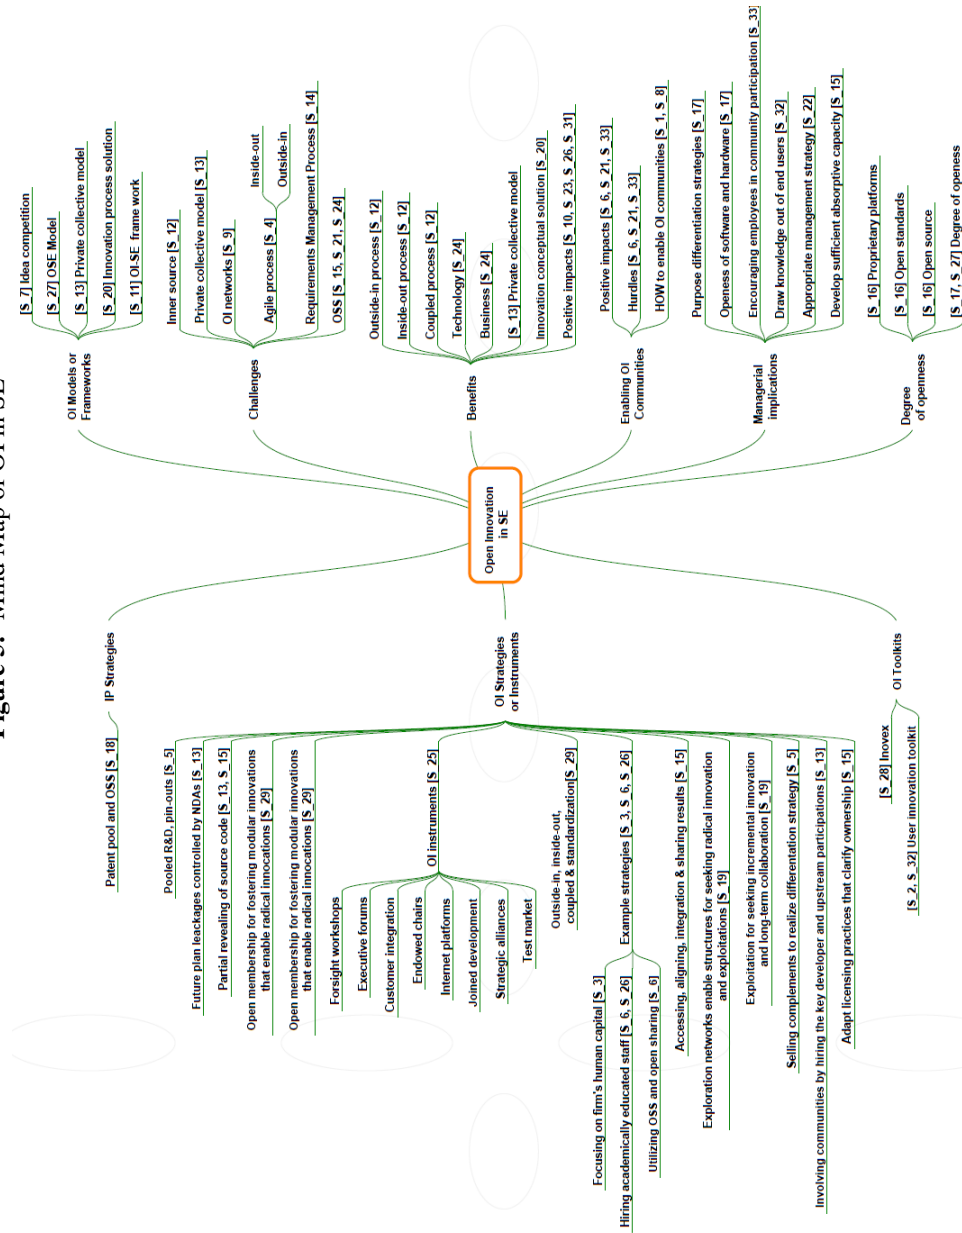 Figure 3: Mind Map of OI in SE
Open Innovation
in SE
IP Strategies
Patent pool and OSS [S_18]
OI Strategies
or Instruments
Pooled R&D, pin-outs [S_5]
Future plan leackages controlled by NDAs [S_13]
Partial revealing of source code [S_13, S_15]
Open membership for fostering modular innovations
that enable radical innocations [S_29]
Open membership for fostering modular innovations
that enable radical innocations [S_29]
OI instruments [S_25]
Forsight workshops
Executive forums
Customer integration
Endowed chairs
Internet platforms
Joined development
Strategic alliances
Test market
Outside-in, inside-out,
coupled & standardization[S_29]
Example strategies [S_3, S_6, S_26]
Focusing on firm's human capital [S_3]
Hiring academically educated staff [S_6, S_26]
Utilizing OSS and open sharing [S_6]
Accessing, aligning, integration & sharing results [S_15]
Exploration networks enable structures for seeking radical innovation
and exploitations [S_19]
Exploitation for seeking incremental innovation
and long-term collaboration [S_19]
Selling complements to realize differentiation strategy [S_5]
Involving communities by hiring the key developer and upstream participations [S_13]
Adapt licensing practices that clarify ownership [S_15]
OI Toolkits
[S_28] Inovex
[S_2, S_32] User innovation toolkit
OI Models or
Frameworks
[S_7] Idea competition
[S_27] OSE Model
[S_13] Private collective model
[S_20] Innovation process solution
[S_11] OI-SE frame work
Challenges
Inner source [S_12]
Private collective model [S_13]
OI networks [S_9]
Agile process [S_4]
Inside-out
Outside-in
Requirements Management Process [S_14]
OSS [S_15, S_21, S_24]
Benefits
Outside-in process [S_12]
Inside-out process [S_12]
Coupled process [S_12]
Technology [S_24]
Business [S_24]
[S_13] Private collective model
Innovation conceptual solution [S_20]
Positive impacts [S_10, S_23, S_26, S_31]
Enabling OI
Communities
Positive impacts [S_6, S_21, S_33]
Hurdles [S_6, S_21, S_33]
HOW to enable OI communities [S_1, S_8]
Managerial
implications
Purpose differentiation strategies [S_17]
Openess of software and hardware [S_17]
Encouraging employees in community participation [S_33]
Draw knowledge out of end users [S_32]
Appropriate management strategy [S_22]
Develop sufficient absorptive capacity [S_15]
Degree
of openness
[S_16] Proprietary platforms
[S_16] Open standards
[S_16] Open source
[S_17, S_27] Degree of openess